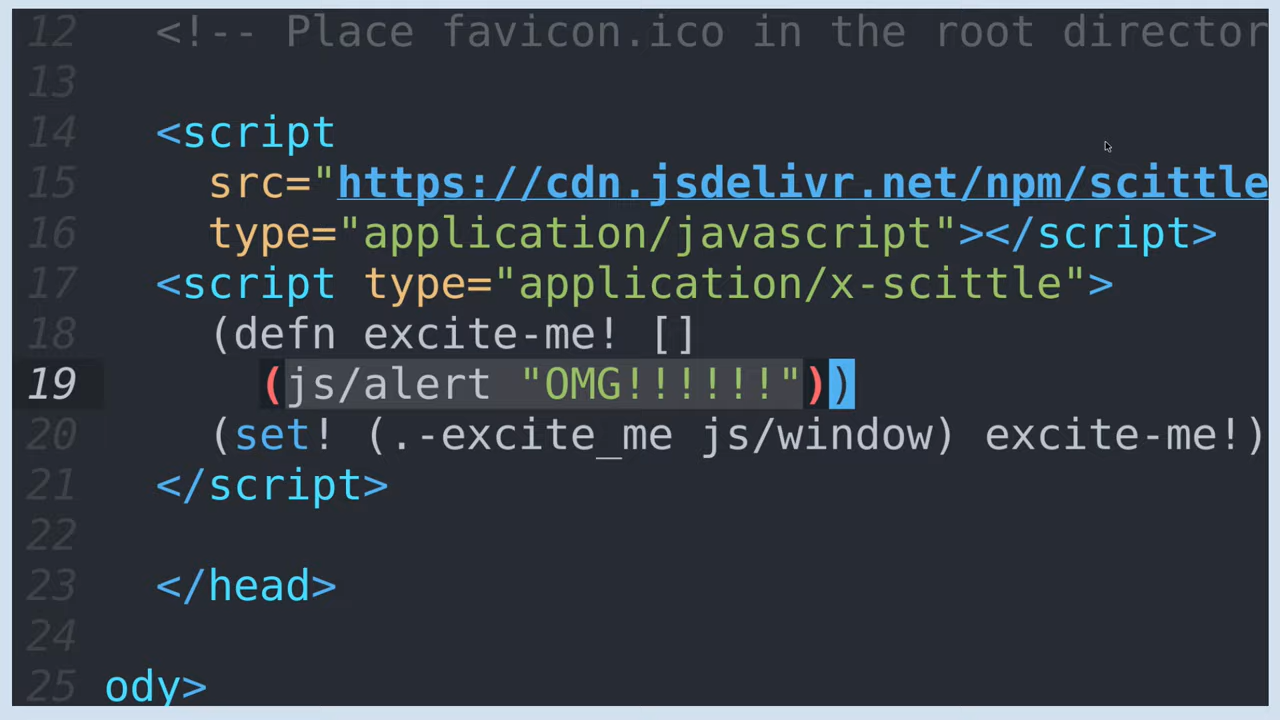 12 <!-- Place favicon.ico in the root director
13
14 <script
15 src="https://cdn.jsdelivr.net/npm/scittle
16 type="application/javascript"></script>
17 <script type="application/x-scittle">
18 (defn excite-me! []
19 (js/alert "OMG!!!!!!"))
20 (set! (.-excite_me js/window) excite-me!)
21 </script>
22
23 </head>
24
25 ody>